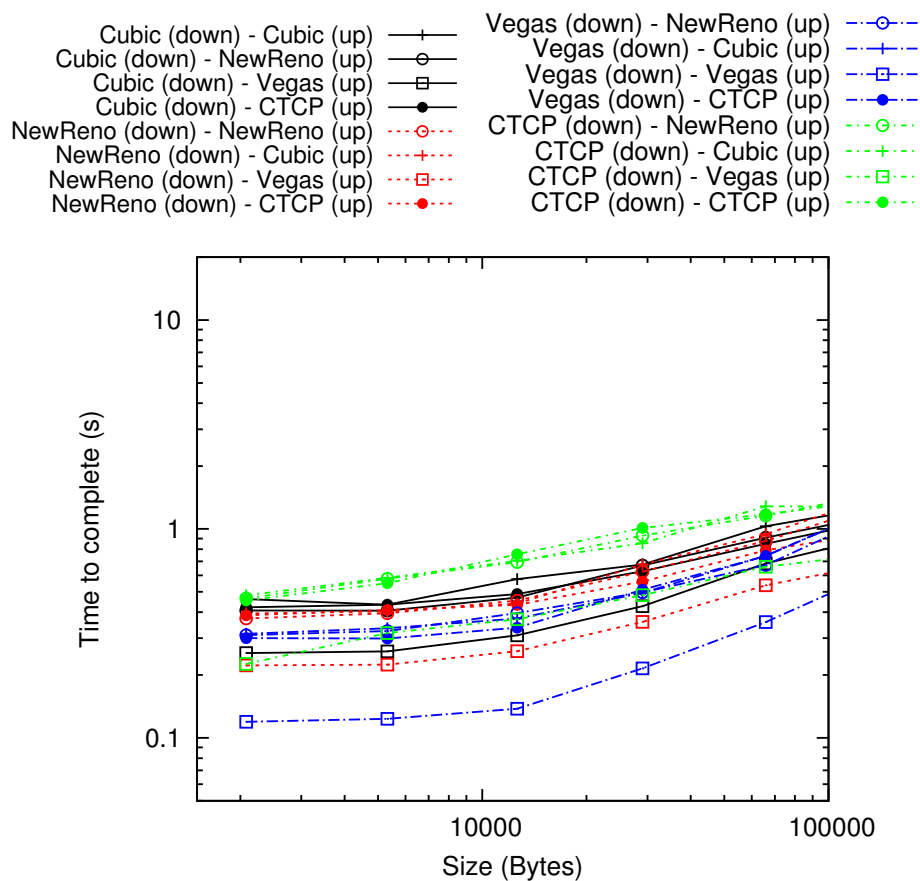 Cubic (down) - Cubic (up)
Cubic (down) - NewReno (up)
Cubic (down) - Vegas (up)
Cubic (down) - CTCP (up)
NewReno (down) - NewReno (up)
NewReno (down) - Cubic (up)
NewReno (down) - Vegas (up)
NewReno (down) - CTCP (up)
Vegas (down) - NewReno (up)
Vegas (down) - Cubic (up)
Vegas (down) - Vegas (up)
Vegas (down) - CTCP (up)
CTCP (down) - NewReno (up)
CTCP (down) - Cubic (up)
CTCP (down) - Vegas (up)
CTCP (down) - CTCP (up)
Time to complete (s)
10
1
0.1
10000
100000
Size (Bytes)